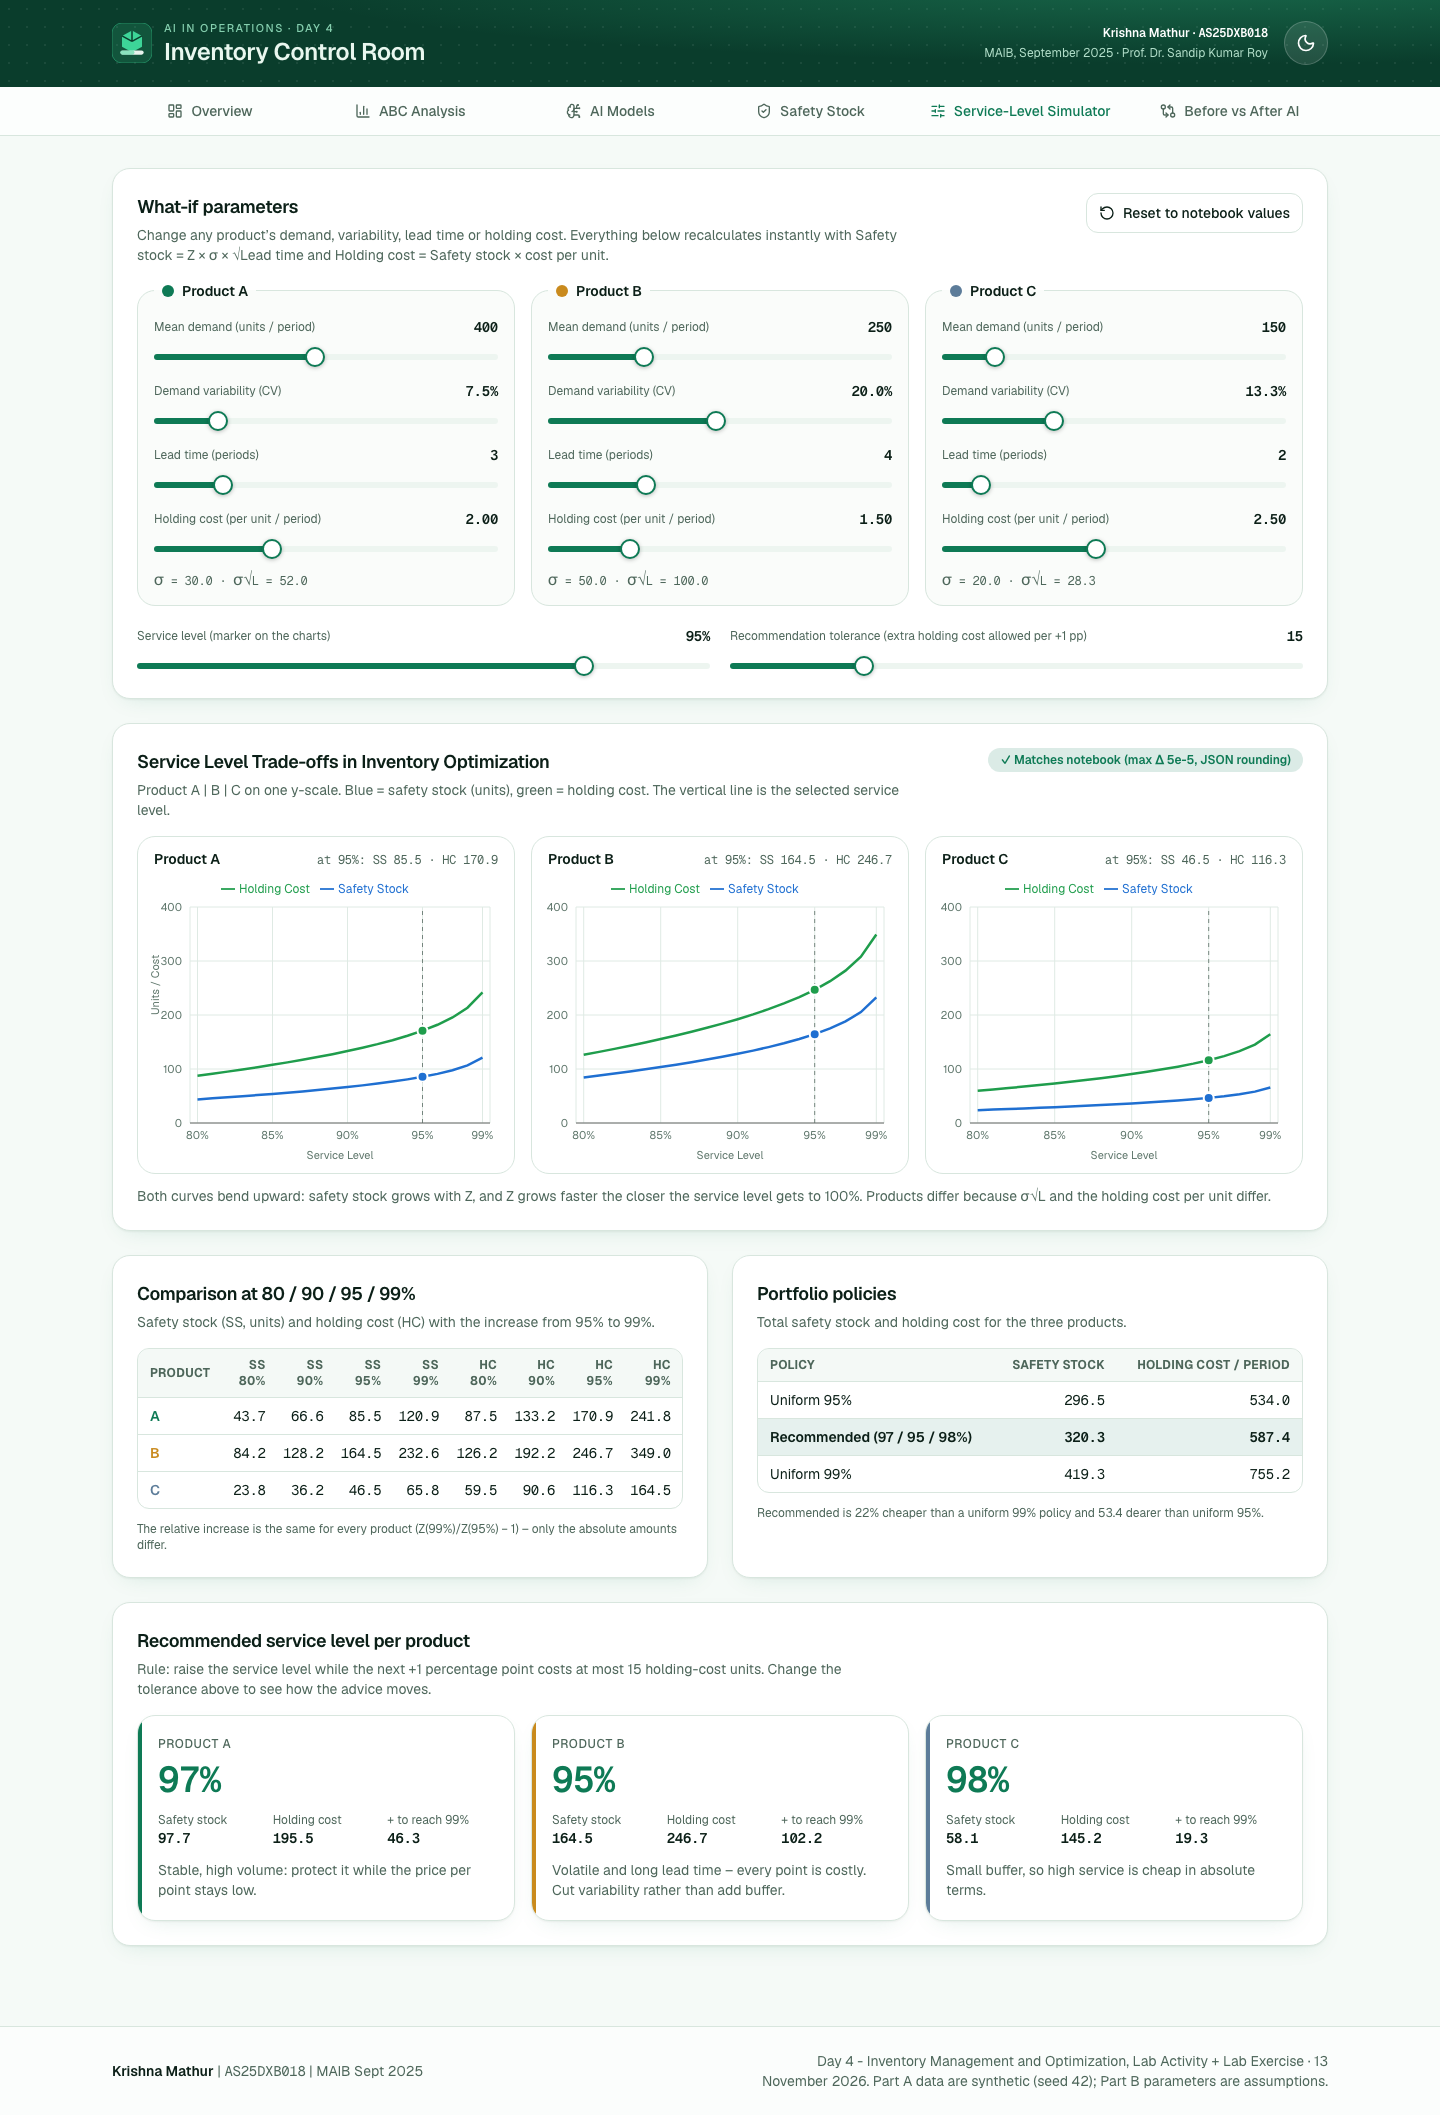 AI IN OPERATIONS · DAY 4
Inventory Control Room
Krishna Mathur · AS25DXB018
MAIB, September 2025 · Prof. Dr. Sandip Kumar Roy
Overview
ABC Analysis
AI Models
Safety Stock
Service-Level Simulator
Before vs After AI
What-if parameters
Reset to notebook values
Change any product's demand, variability, lead time or holding cost. Everything below recalculates instantly with Safety
stock = Z × σ × √Lead time and Holding cost = Safety stock × cost per unit.
Product A
Mean demand (units / period) 400
Demand variability (CV) 7.5%
Lead time (periods) 3
Holding cost (per unit / period) 2.00
σ = 30.0 · σ√L = 52.0
Product B
Mean demand (units / period) 250
Demand variability (CV) 20.0%
Lead time (periods) 4
Holding cost (per unit / period) 1.50
σ = 50.0 · σ√L = 100.0
Product C
Mean demand (units / period) 150
Demand variability (CV) 13.3%
Lead time (periods) 2
Holding cost (per unit / period) 2.50
σ = 20.0 · σ√L = 28.3
Service level (marker on the charts) 95%
Recommendation tolerance (extra holding cost allowed per +1 pp) 15
Service Level Trade-offs in Inventory Optimization
✓ Matches notebook (max Δ 5e-5, JSON rounding)
Product A | B | C on one y-scale. Blue = safety stock (units), green = holding cost. The vertical line is the selected service
level.
Product A at 95%: SS 85.5 · HC 170.9
Holding Cost Safety Stock
400
300
200
100
0
Units / Cost
80% 85% 90% 95% 99%
Service Level
Product B at 95%: SS 164.5 · HC 246.7
Holding Cost Safety Stock
400
300
200
100
0
80% 85% 90% 95% 99%
Service Level
Product C at 95%: SS 46.5 · HC 116.3
Holding Cost Safety Stock
400
300
200
100
0
80% 85% 90% 95% 99%
Service Level
Both curves bend upward: safety stock grows with Z, and Z grows faster the closer the service level gets to 100%. Products differ because σ√L and the holding cost per unit differ.
Comparison at 80 / 90 / 95 / 99%
Safety stock (SS, units) and holding cost (HC) with the increase from 95% to 99%.
PRODUCT SS 80% SS 90% SS 95% SS 99% HC 80% HC 90% HC 95% HC 99%
A 43.7 66.6 85.5 120.9 87.5 133.2 170.9 241.8
B 84.2 128.2 164.5 232.6 126.2 192.2 246.7 349.0
C 23.8 36.2 46.5 65.8 59.5 90.6 116.3 164.5
The relative increase is the same for every product (Z(99%)/Z(95%) − 1) – only the absolute amounts
differ.
Portfolio policies
Total safety stock and holding cost for the three products.
POLICY SAFETY STOCK HOLDING COST / PERIOD
Uniform 95% 296.5 534.0
Recommended (97 / 95 / 98%) 320.3 587.4
Uniform 99% 419.3 755.2
Recommended is 22% cheaper than a uniform 99% policy and 53.4 dearer than uniform 95%.
Recommended service level per product
Rule: raise the service level while the next +1 percentage point costs at most 15 holding-cost units. Change the
tolerance above to see how the advice moves.
PRODUCT A
97%
Safety stock Holding cost + to reach 99%
97.7 195.5 46.3
Stable, high volume: protect it while the price per
point stays low.
PRODUCT B
95%
Safety stock Holding cost + to reach 99%
164.5 246.7 102.2
Volatile and long lead time – every point is costly.
Cut variability rather than add buffer.
PRODUCT C
98%
Safety stock Holding cost + to reach 99%
58.1 145.2 19.3
Small buffer, so high service is cheap in absolute
terms.
Krishna Mathur | AS25DXB018 | MAIB Sept 2025
Day 4 - Inventory Management and Optimization, Lab Activity + Lab Exercise · 13
November 2026. Part A data are synthetic (seed 42); Part B parameters are assumptions.